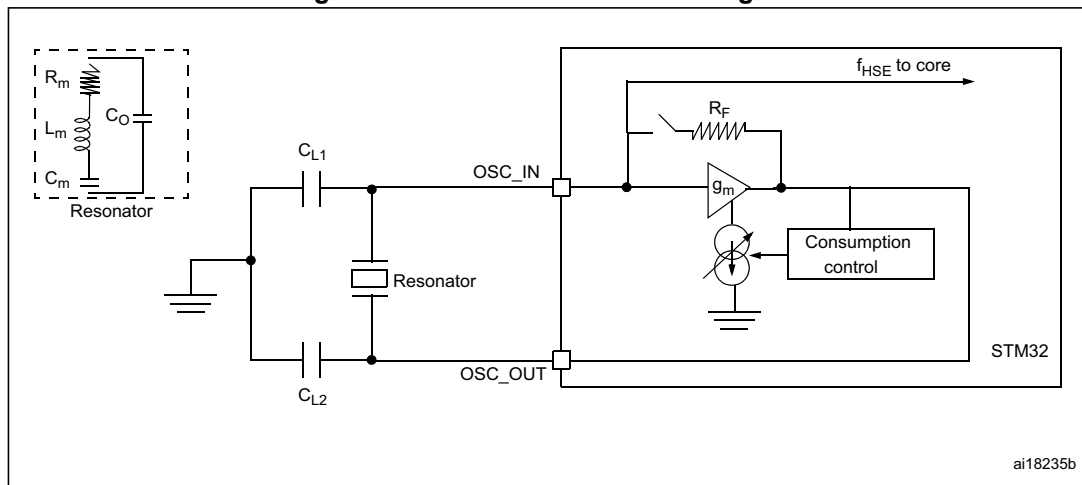 R_m
L_m
C_O
C_m
Resonator
C_L1
C_L2
Resonator
OSC_IN
OSC_OUT
f_HSE to core
R_F
g_m
Consumption
control
STM32
ai18235b